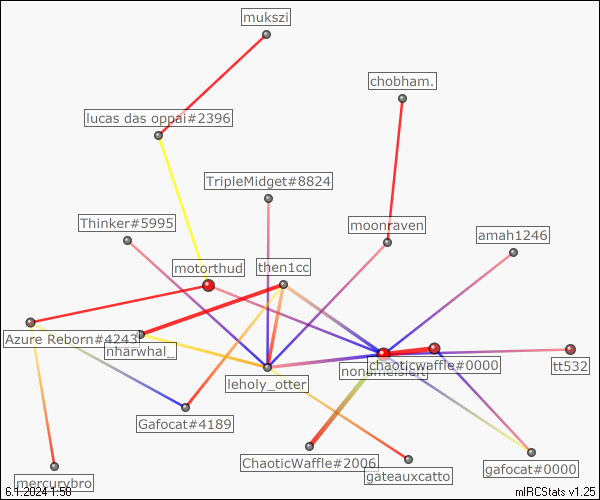 mukszi
chobham.
lucas das oppai#2396
TripleMidget#8824
Thinker#5995
moonraven
amah1246
motorthud
then1cc
Azure Reborn#4243
nharwhal_
chaoticwaffle#0000
tt532
leholy_otter
Gafocat#4189
ChaoticWaffle#2006
gateauxcatto
gafocat#0000
mercurybro
6.1.2024 1:50
mIRCStats v1.25